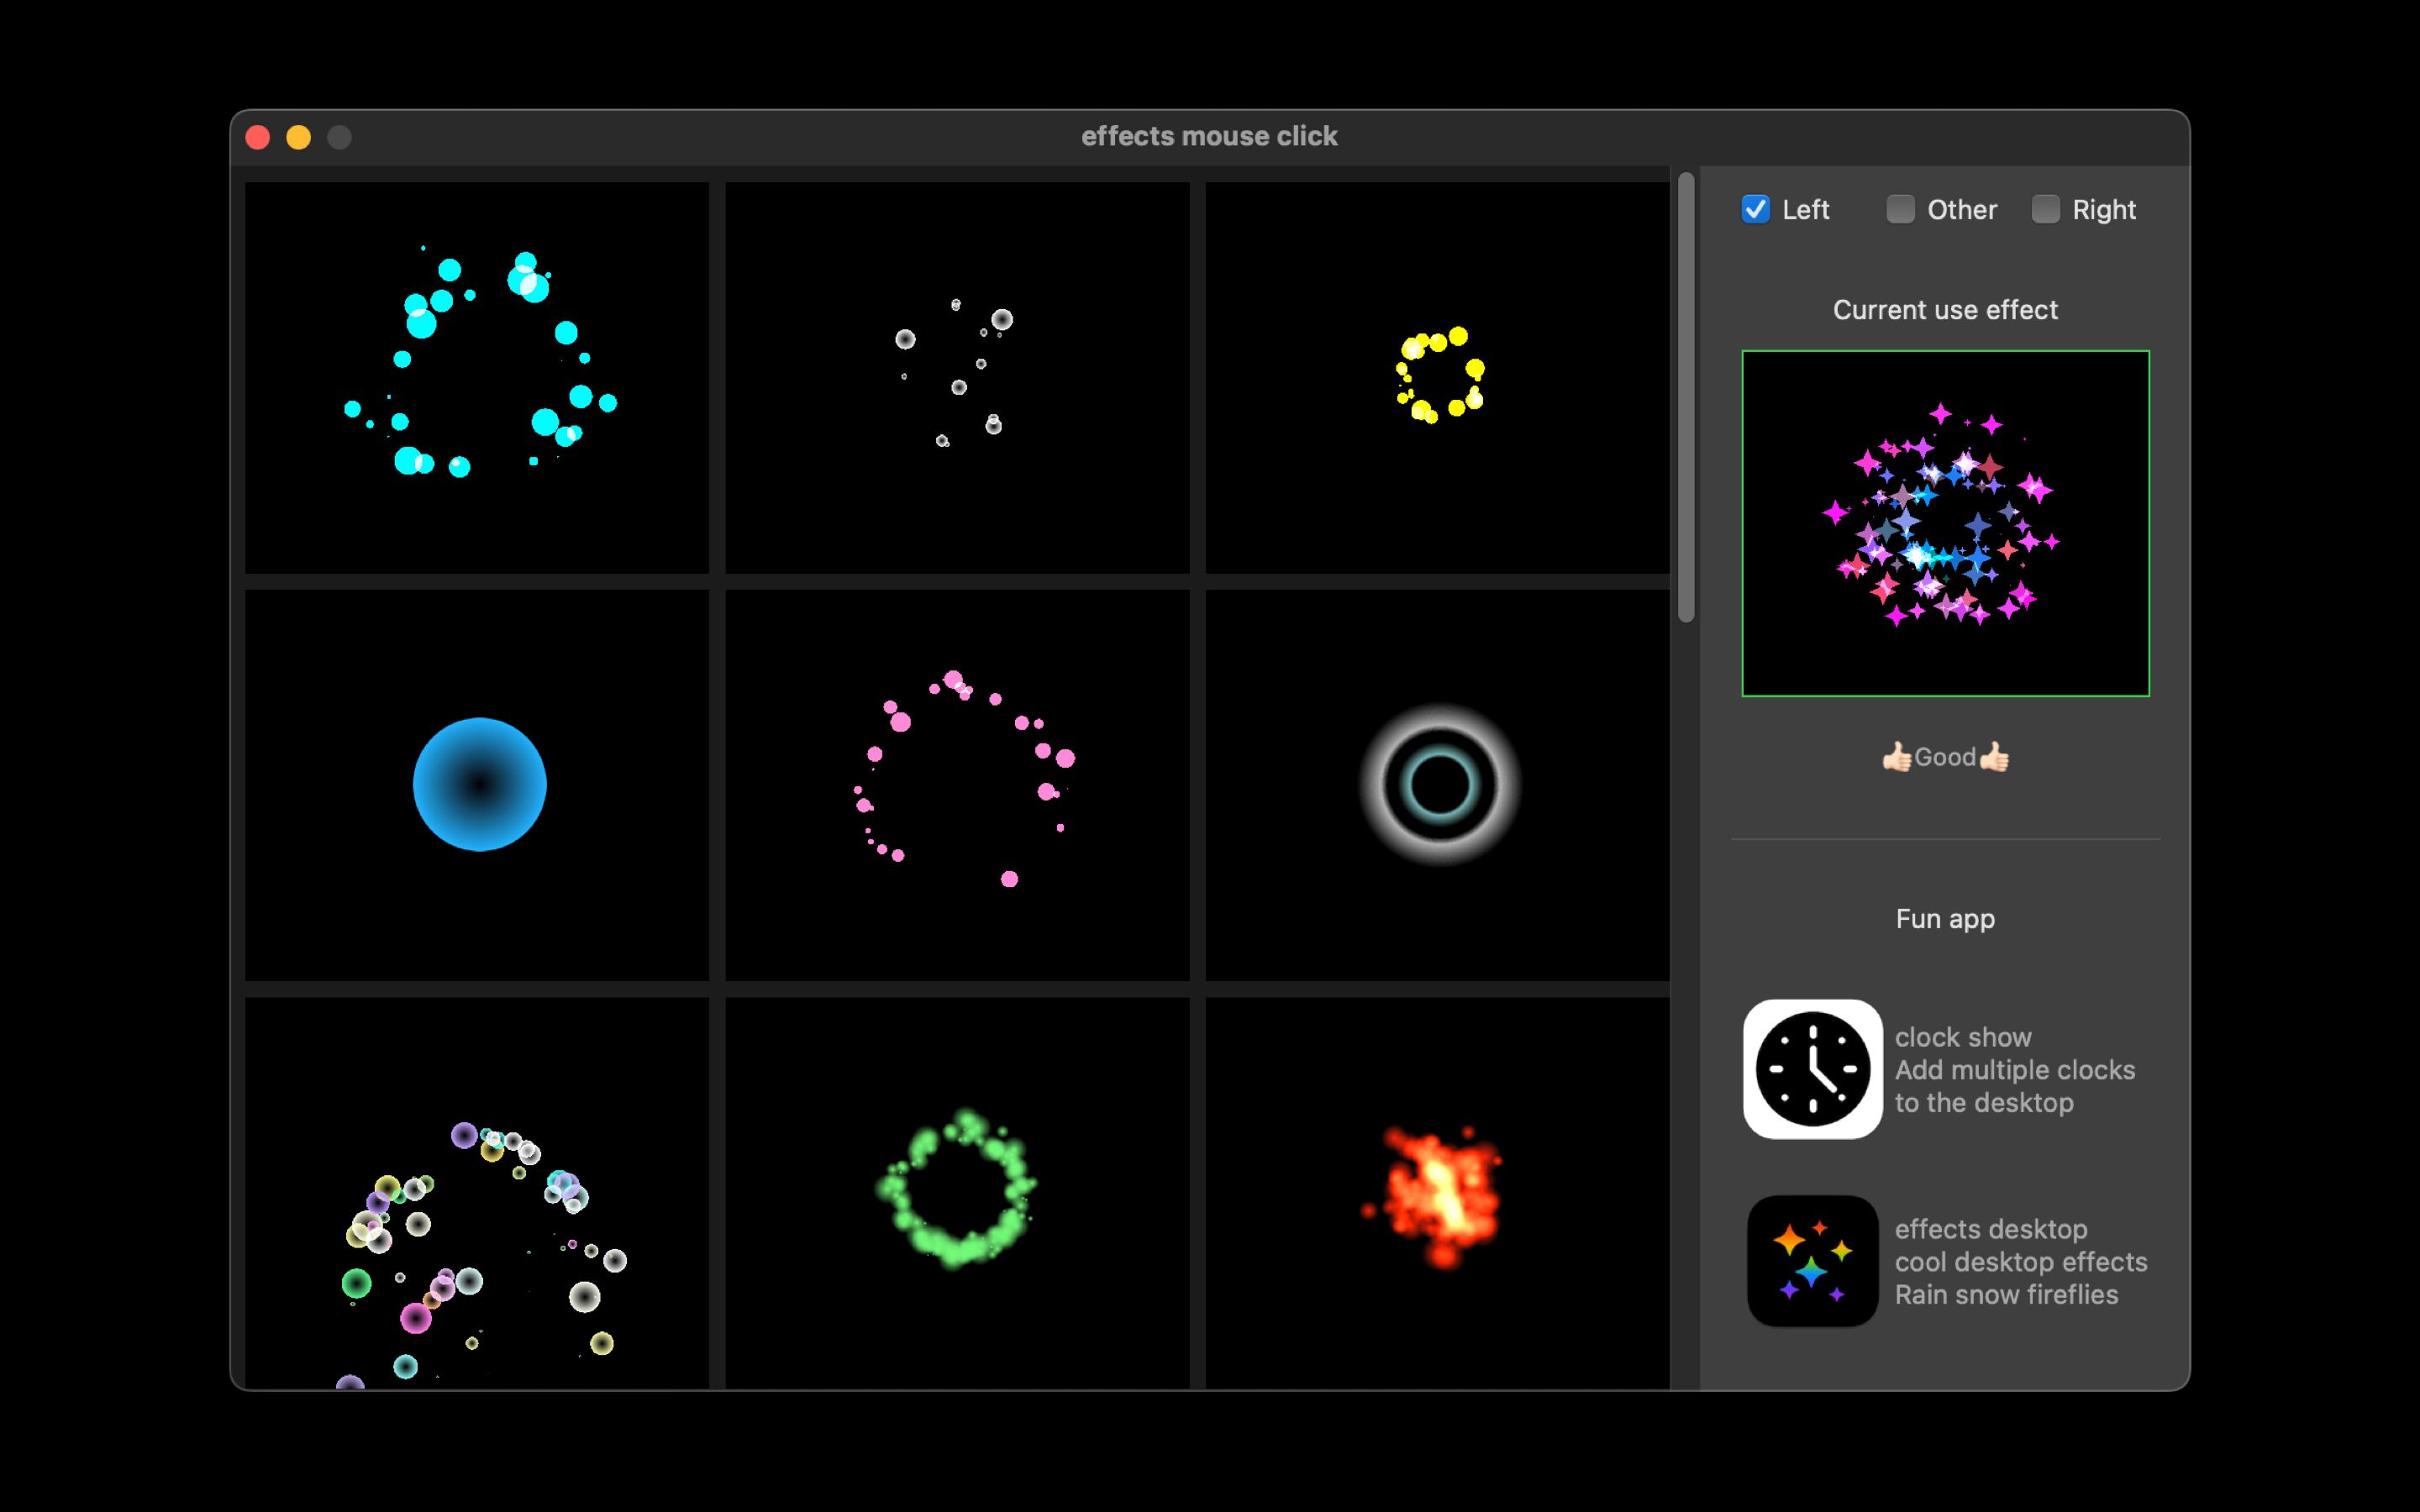 effects mouse click
Left
Other
Right
Current use effect
👍🏻Good👍🏻
Fun app
clock show
Add multiple clocks
to the desktop
effects desktop
cool desktop effects
Rain snow fireflies